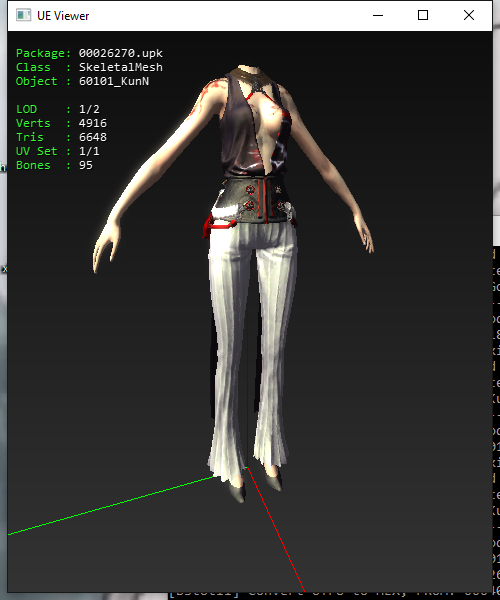 UE Viewer
Package: 00026270.upk
Class : SkeletalMesh
Object : 60101_KunN
LOD : 1/2
Verts : 4916
Tris : 6648
UV Set : 1/1
Bones : 95